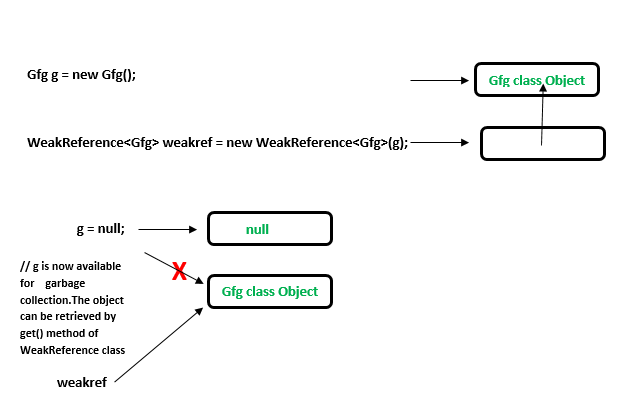 Gfg g = new Gfg();
Gfg class Object
WeakReference<Gfg> weakref = new WeakReference<Gfg>(g);
g = null;
null
X
// g is now available
for garbage
collection.The object
can be retrieved by
get() method of
WeakReference class
Gfg class Object
weakref